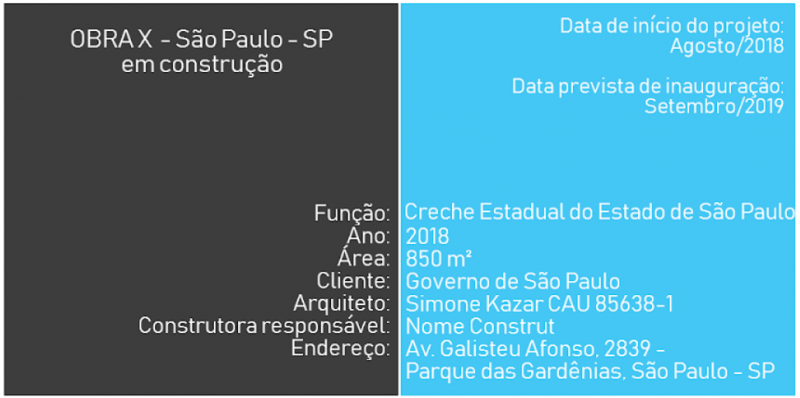 OBRA X - São Paulo - SP
em construção
Data de início do projeto:
Agosto/2018
Data prevista de inauguração:
Setembro/2019
Função: Creche Estadual do Estado de São Paulo
Ano: 2018
Área: 850 m²
Cliente: Governo de São Paulo
Arquiteto: Simone Kazar CAU 85638-1
Construtora responsável: Nome Construt
Endereço: Av. Galisteu Afonso, 2839 -
Parque das Gardênias, São Paulo - SP